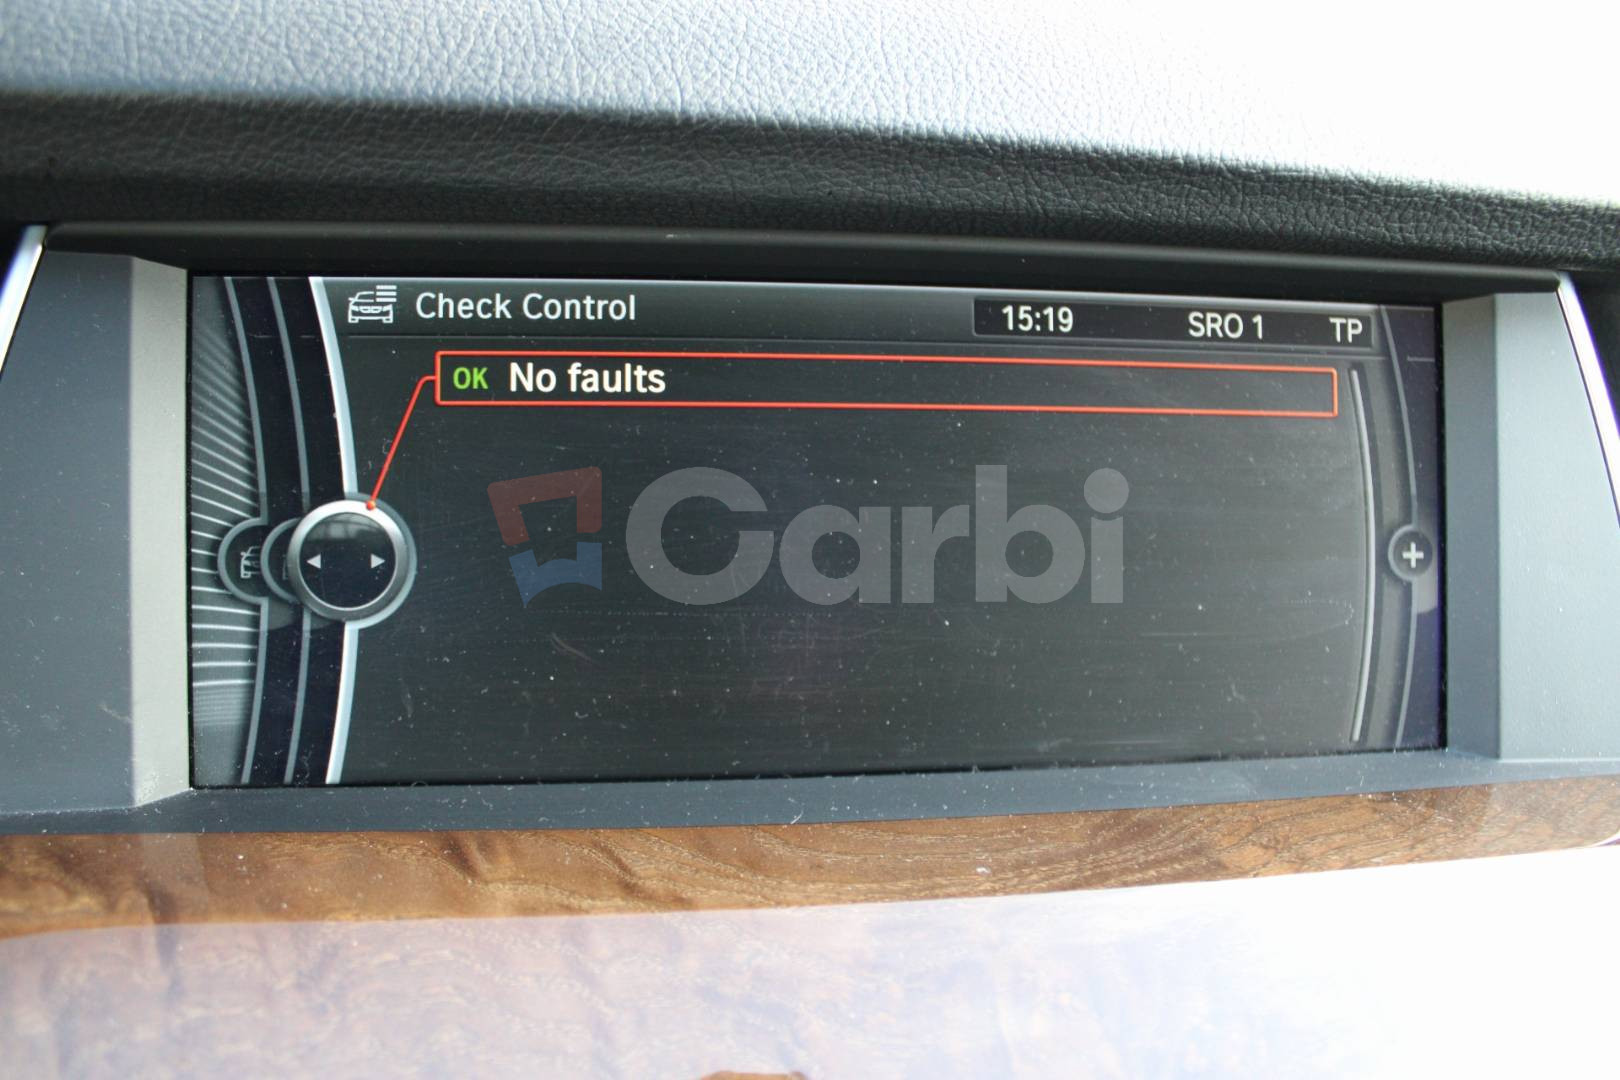 Check Control
15:19 SRO 1 TP
OK No faults
Carbi